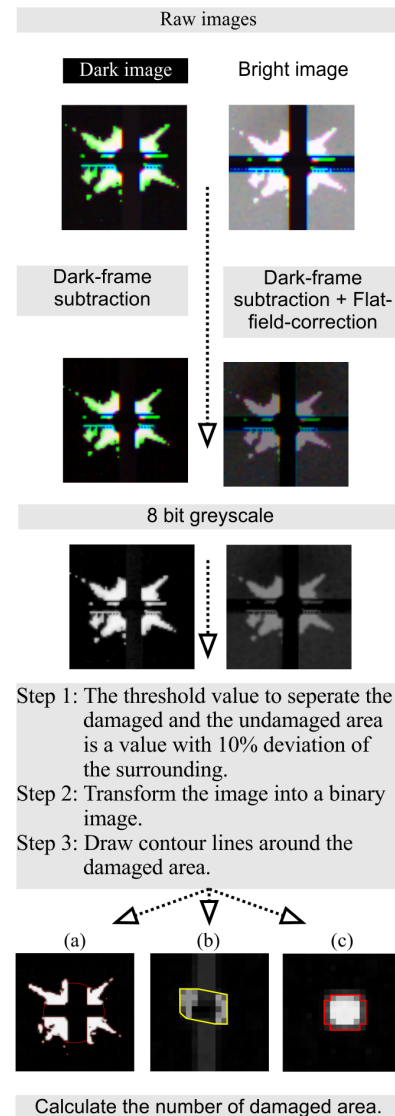 Raw images
Dark image
Bright image
Dark-frame
subtraction
Dark-frame
subtraction + Flat-
field-correction
8 bit greyscale
Step 1: The threshold value to seperate the
damaged and the undamaged area
is a value with 10% deviation of
the surrounding.
Step 2: Transform the image into a binary
image.
Step 3: Draw contour lines around the
damaged area.
(a)
(b)
(c)
Calculate the number of damaged area.